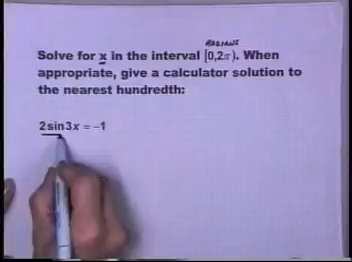 RADIANS
Solve for x in the interval [0,2π). When
appropriate, give a calculator solution to
the nearest hundredth:
2sin3x = −1